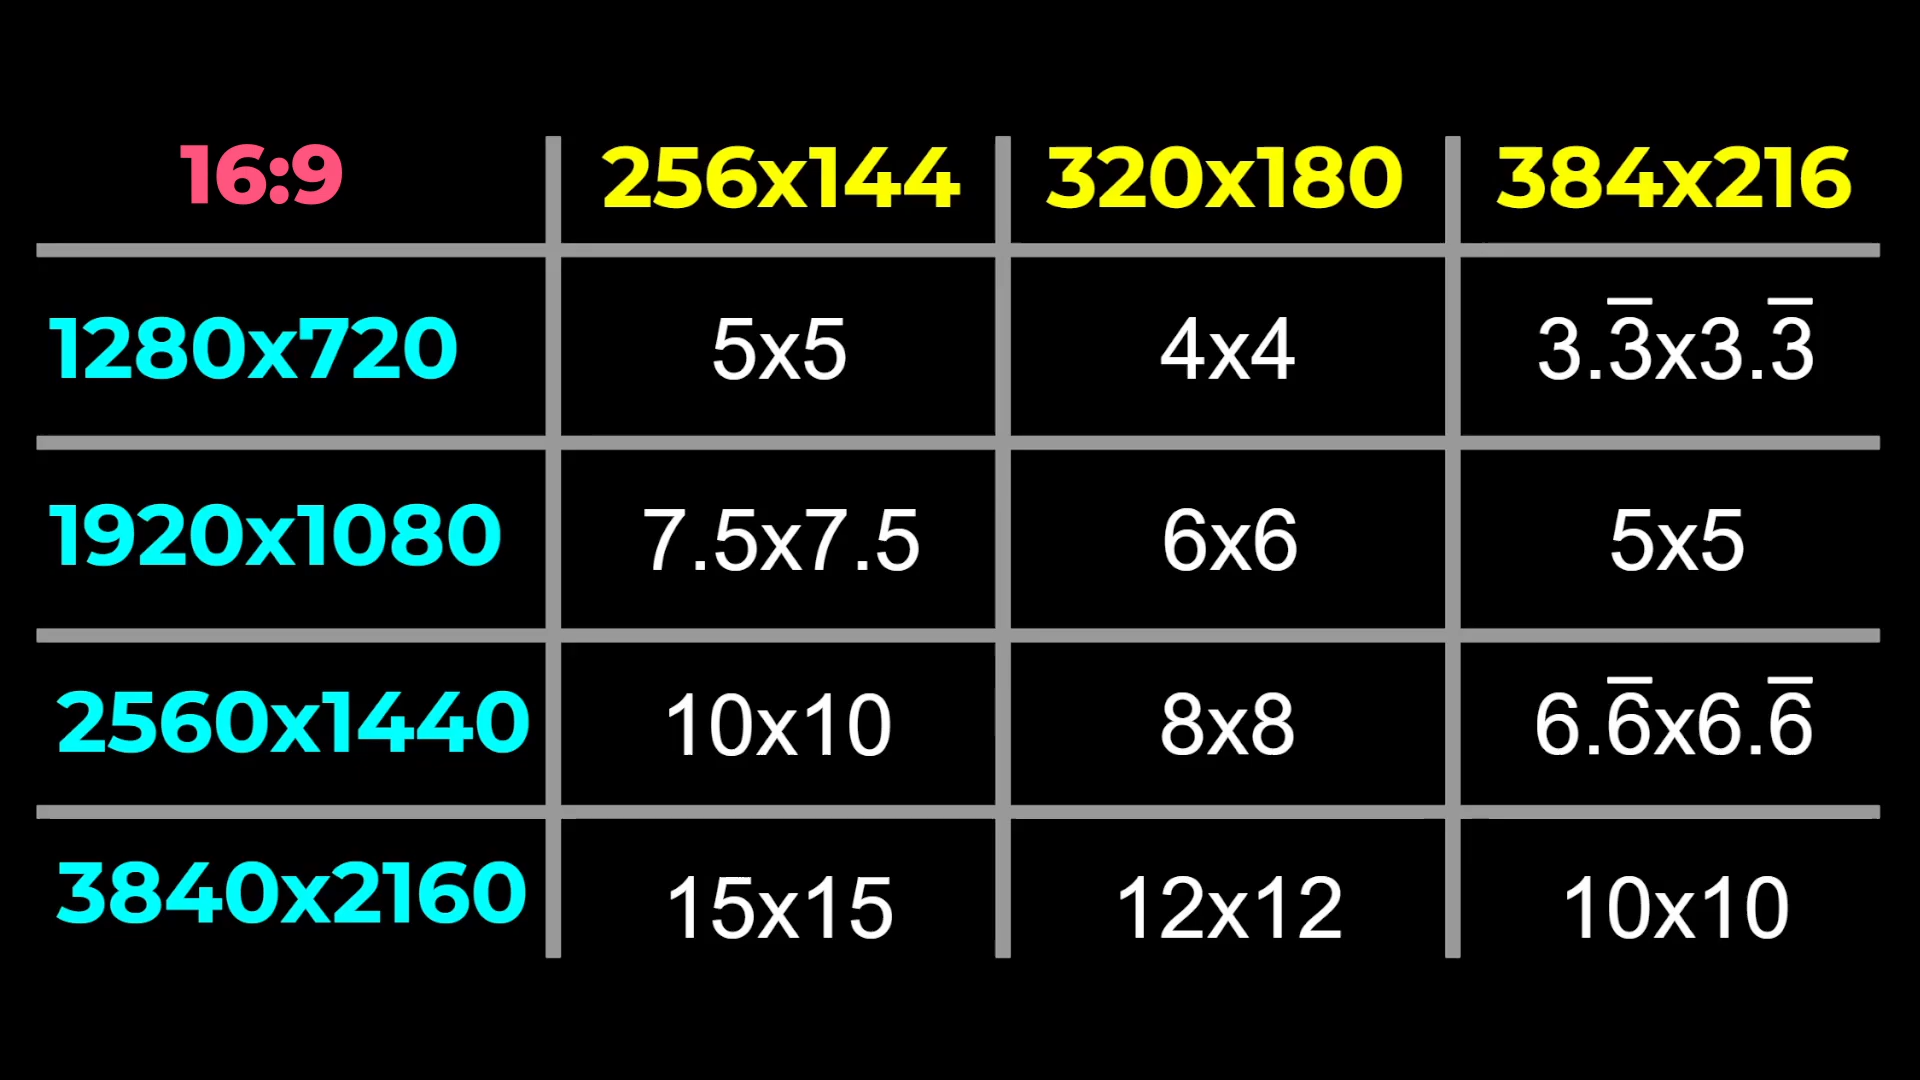 16:9 256x144 320x180 384x216
1280x720 5x5 4x4 3.3̅x3.3̅
1920x1080 7.5x7.5 6x6 5x5
2560x1440 10x10 8x8 6.6̅x6.6̅
3840x2160 15x15 12x12 10x10